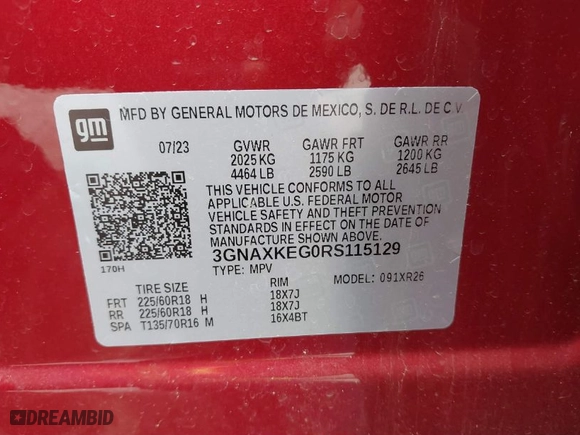 gm
MFD BY GENERAL MOTORS DE MEXICO, S. DE R.L. DE C.V.
07/23 GVWR GAWR FRT GAWR RR
2025 KG 1175 KG 1200 KG
4464 LB 2590 LB 2645 LB
THIS VEHICLE CONFORMS TO ALL
APPLICABLE U.S. FEDERAL MOTOR
VEHICLE SAFETY AND THEFT PREVENTION
STANDARDS IN EFFECT ON THE DATE OF
MANUFACTURE SHOWN ABOVE.
3GNAXKEG0RS115129
170H
TYPE: MPV MODEL: 091XR26
TIRE SIZE RIM
FRT 225/60R18 H 18X7J
RR 225/60R18 H 18X7J
SPA T135/70R16 M 16X4BT
DREAMBID